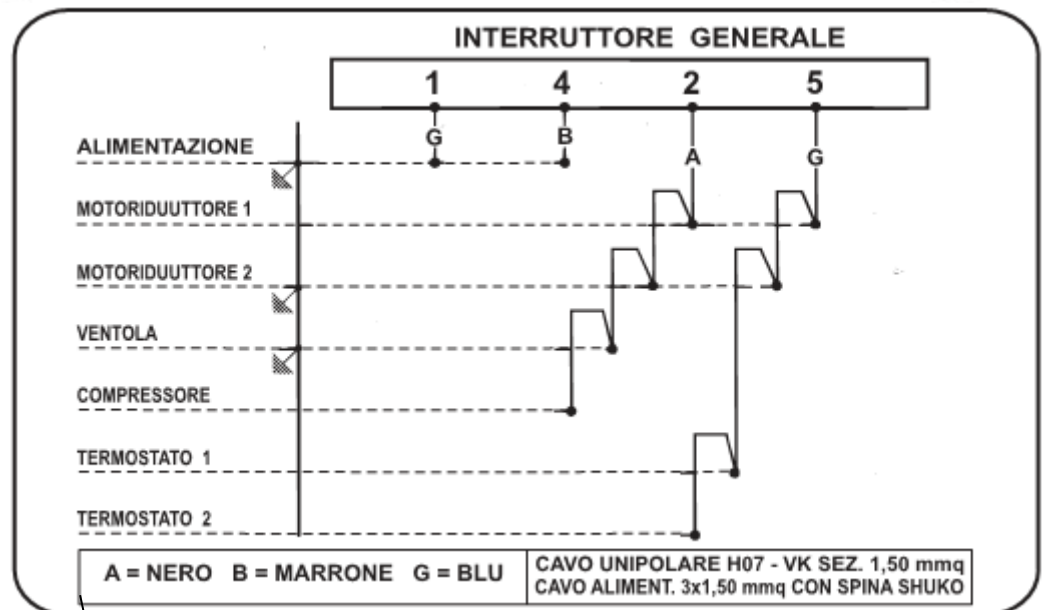 INTERRUTTORE GENERALE
1 4 2 5
G B A G
ALIMENTAZIONE
MOTORIDUUTTORE 1
MOTORIDUUTTORE 2
VENTOLA
COMPRESSORE
TERMOSTATO 1
TERMOSTATO 2
A = NERO B = MARRONE G = BLU
CAVO UNIPOLARE H07 - VK SEZ. 1,50 mmq
CAVO ALIMENT. 3x1,50 mmq CON SPINA SHUKO